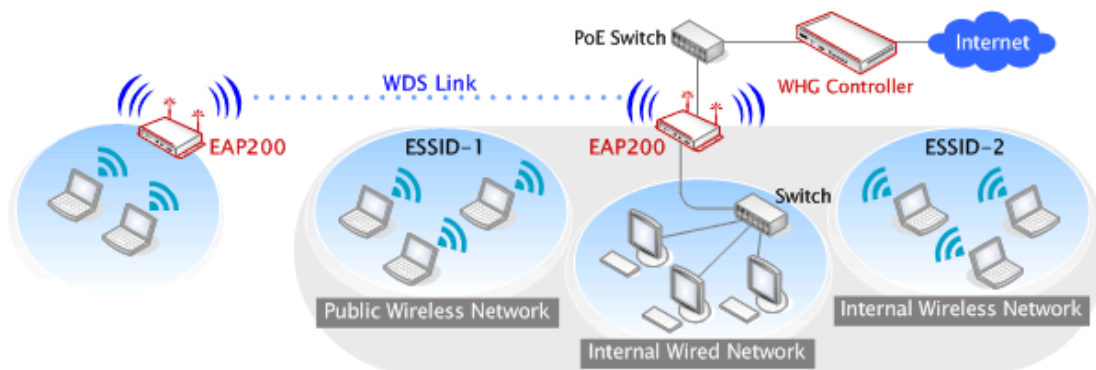 PoE Switch
Internet
WDS Link
WHG Controller
EAP200
EAP200
ESSID-1
ESSID-2
Switch
Public Wireless Network
Internal Wireless Network
Internal Wired Network